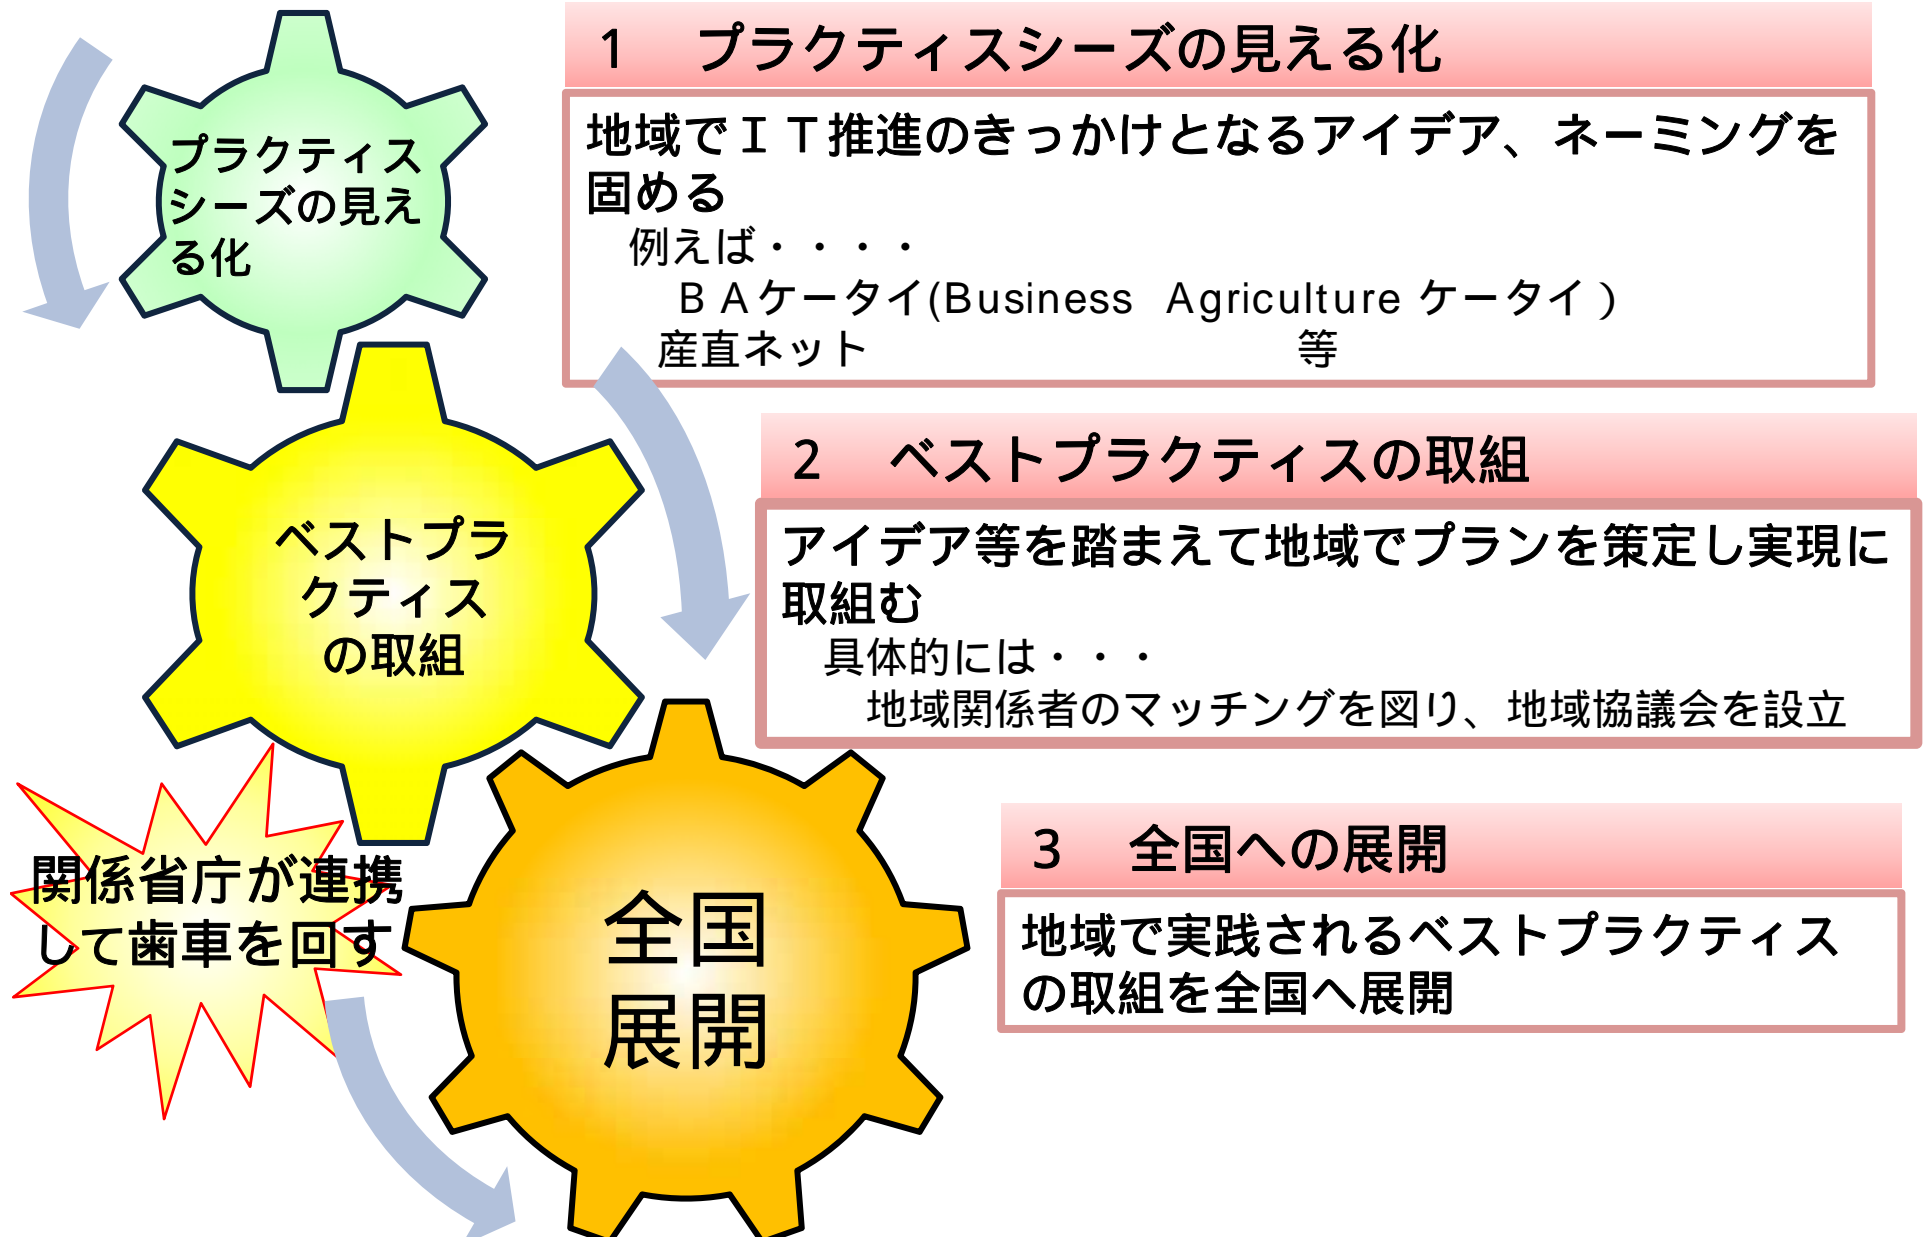 プラクティス
シーズの見え
る化
1　プラクティスシーズの見える化
地域でＩＴ推進のきっかけとなるアイデア、ネーミングを
固める
例えば・・・・
ＢＡケータイ(Business Agriculture ケータイ）
産直ネット　等
ベストプラ
クティス
の取組
2　ベストプラクティスの取組
アイデア等を踏まえて地域でプランを策定し実現に
取組む
具体的には・・・
地域関係者のマッチングを図り、地域協議会を設立
関係省庁が連携
して歯車を回す
全国
展開
3　全国への展開
地域で実践されるベストプラクティス
の取組を全国へ展開